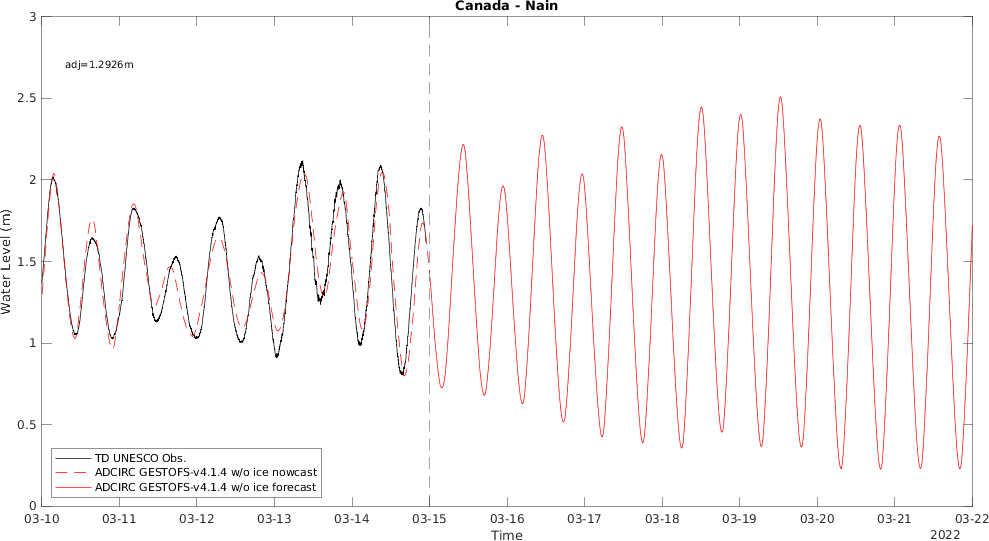 Canada - Nain
adj=1.2926m
Water Level (m)
3
2.5
2
1.5
1
0.5
0
TD UNESCO Obs.
ADCIRC GESTOFS-v4.1.4 w/o ice nowcast
ADCIRC GESTOFS-v4.1.4 w/o ice forecast
03-10 03-11 03-12 03-13 03-14 03-15 03-16 03-17 03-18 03-19 03-20 03-21 03-22
Time
2022